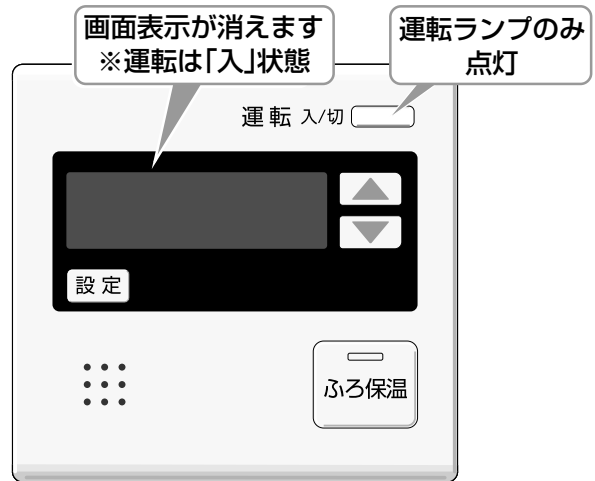 画面表示が消えます
※運転は「入」状態
運転ランプのみ
点灯
運転 入/切
設定
ふろ保温